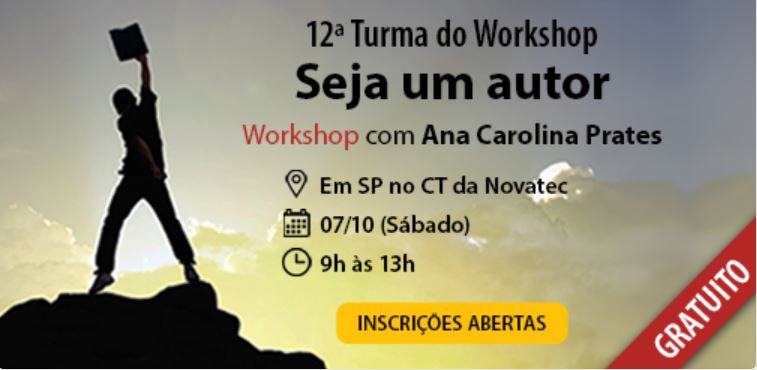 12ª Turma do Workshop
Seja um autor
Workshop com Ana Carolina Prates
Em SP no CT da Novatec
07/10 (Sábado)
9h às 13h
INSCRIÇÕES ABERTAS
GRATUITO